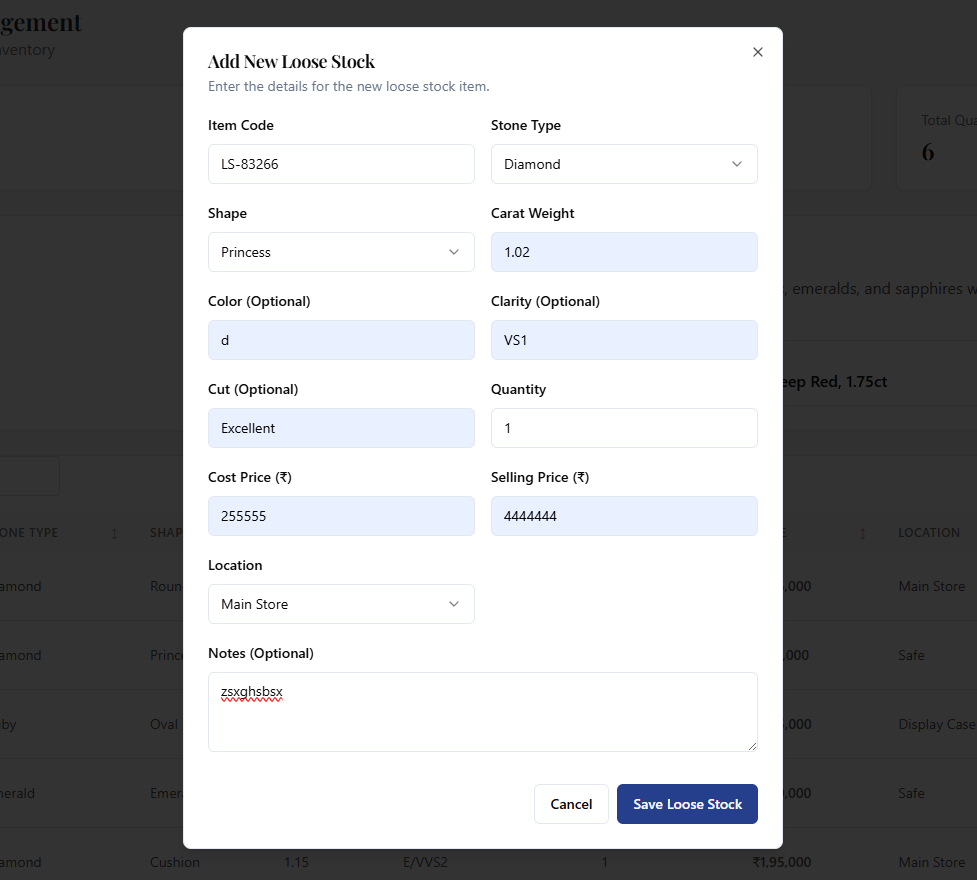 gement
nventory
Add New Loose Stock
Enter the details for the new loose stock item.
Item Code
Stone Type
LS-83266
Diamond
Shape
Carat Weight
Princess
1.02
Color (Optional)
Clarity (Optional)
d
VS1
Cut (Optional)
Quantity
Excellent
1
Cost Price (₹)
Selling Price (₹)
255555
4444444
Location
Main Store
Notes (Optional)
zsxghsbsx
Cancel
Save Loose Stock
Total Qua
6
, emeralds, and sapphires w
eep Red, 1.75ct
ONE TYPE SHAP E LOCATION
amond Roun ,000 Main Store
amond Prince ,000 Safe
by Oval ,000 Display Case
nerald Emer ,000 Safe
amond Cushion 1.15 E/VVS2 1 ₹1,95,000 Main Store